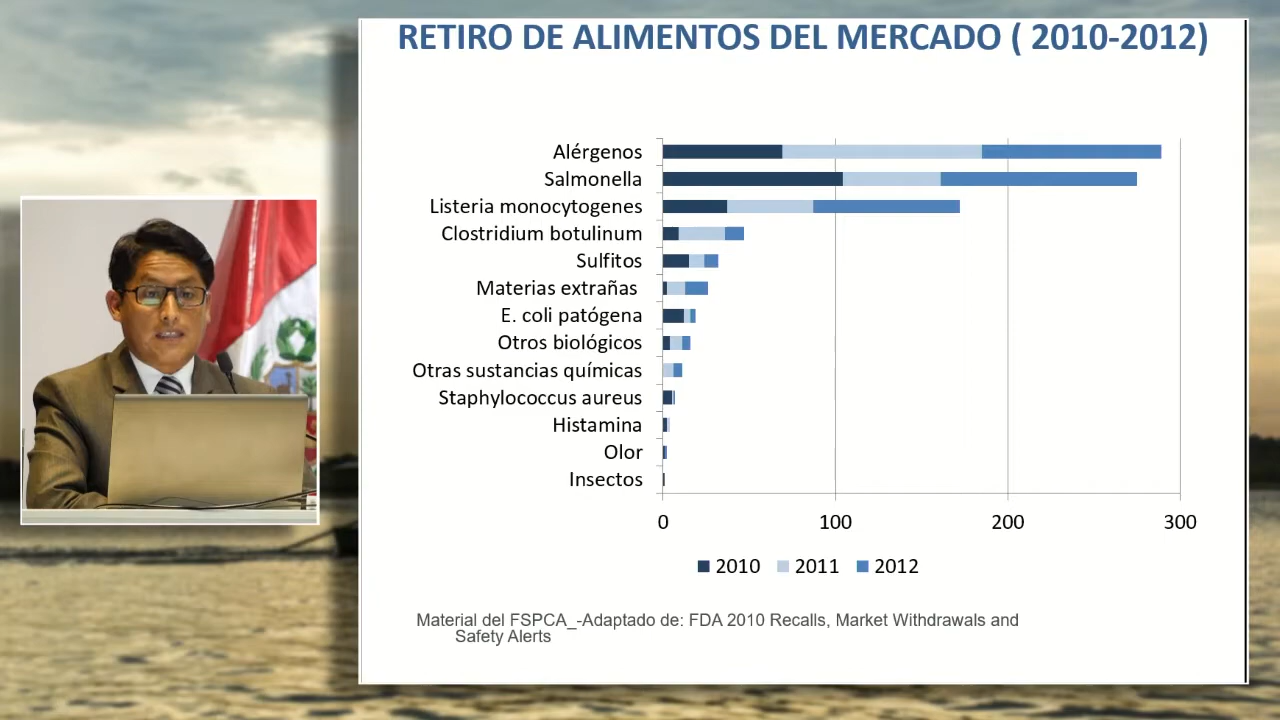 RETIRO DE ALIMENTOS DEL MERCADO ( 2010-2012)
Alérgenos
Salmonella
Listeria monocytogenes
Clostridium botulinum
Sulfitos
Materias extrañas
E. coli patógena
Otros biológicos
Otras sustancias químicas
Staphylococcus aureus
Histamina
Olor
Insectos
0 100 200 300
2010 2011 2012
Material del FSPCA_-Adaptado de: FDA 2010 Recalls, Market Withdrawals and
Safety Alerts